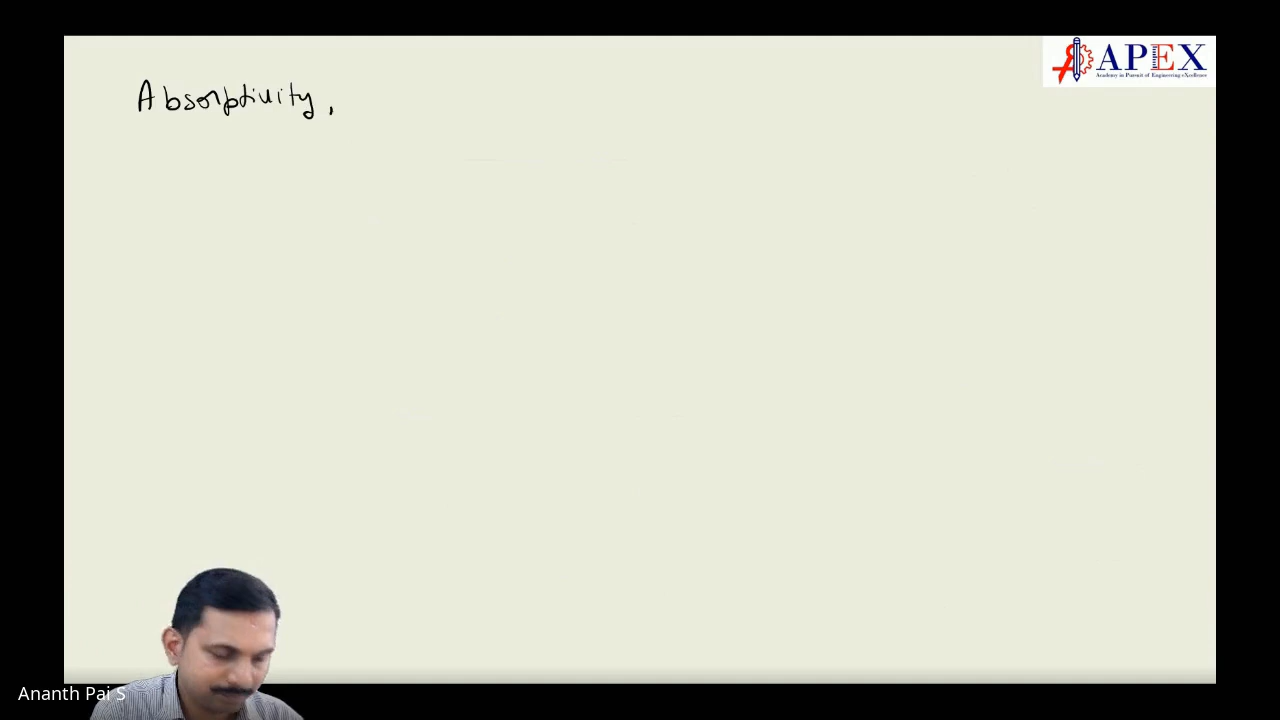 APEX
Academy in Pursuit of Engineering eXcellence
Absorptivity,
Ananth Pai S